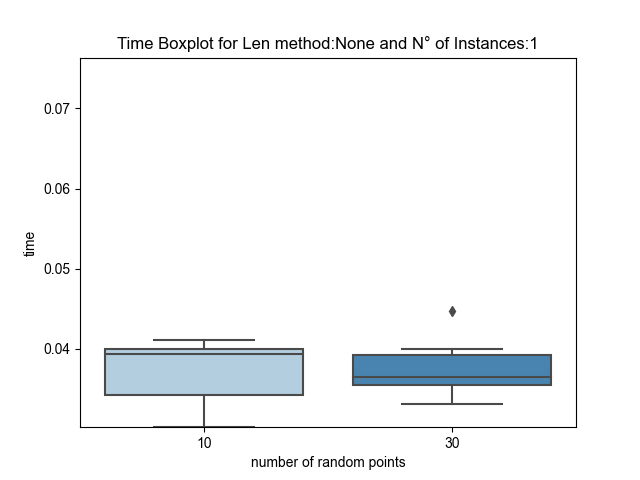 Time Boxplot for Len method:None and N° of Instances:1
0.07
0.06
0.05
0.04
time
10
30
number of random points